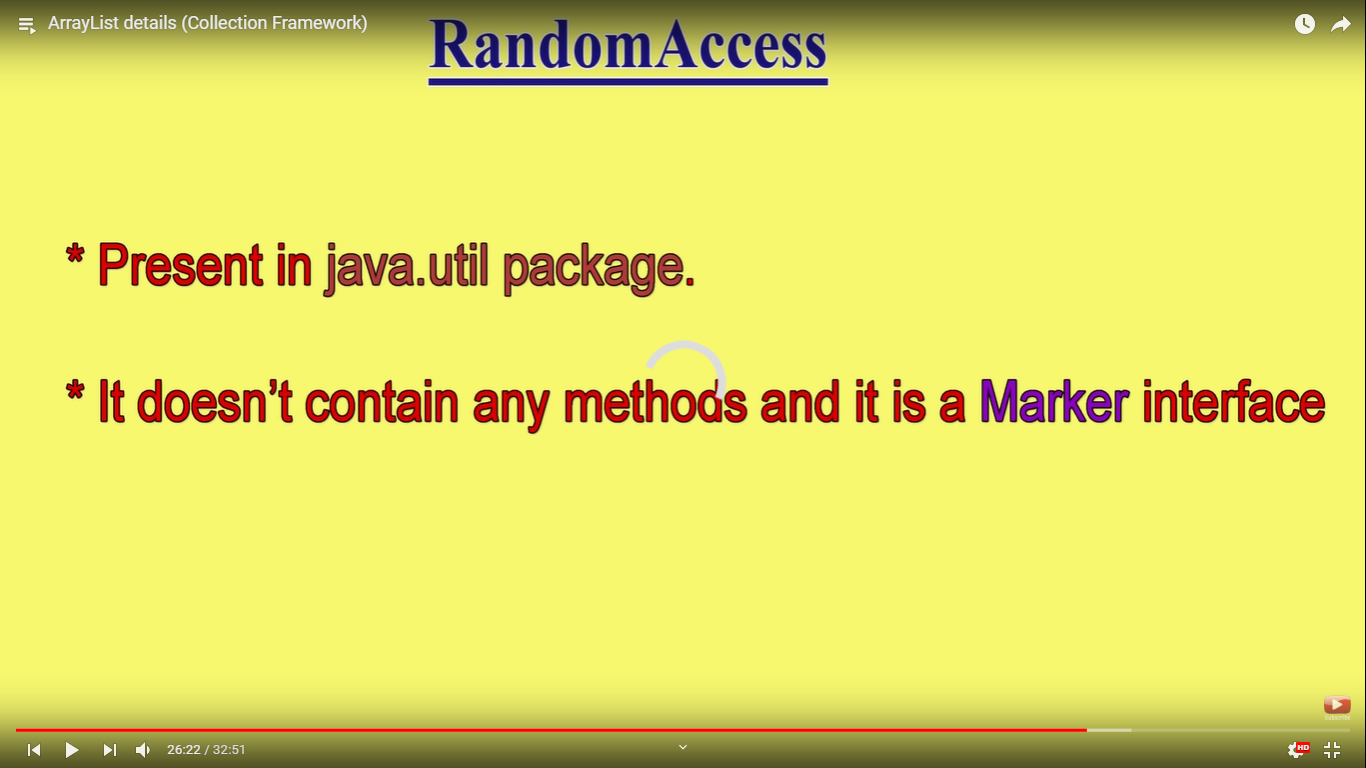 ArrayList details (Collection Framework)
RandomAccess
* Present in java.util package.
* It doesn’t contain any methods and it is a Marker interface
26:22 / 32:51
HD